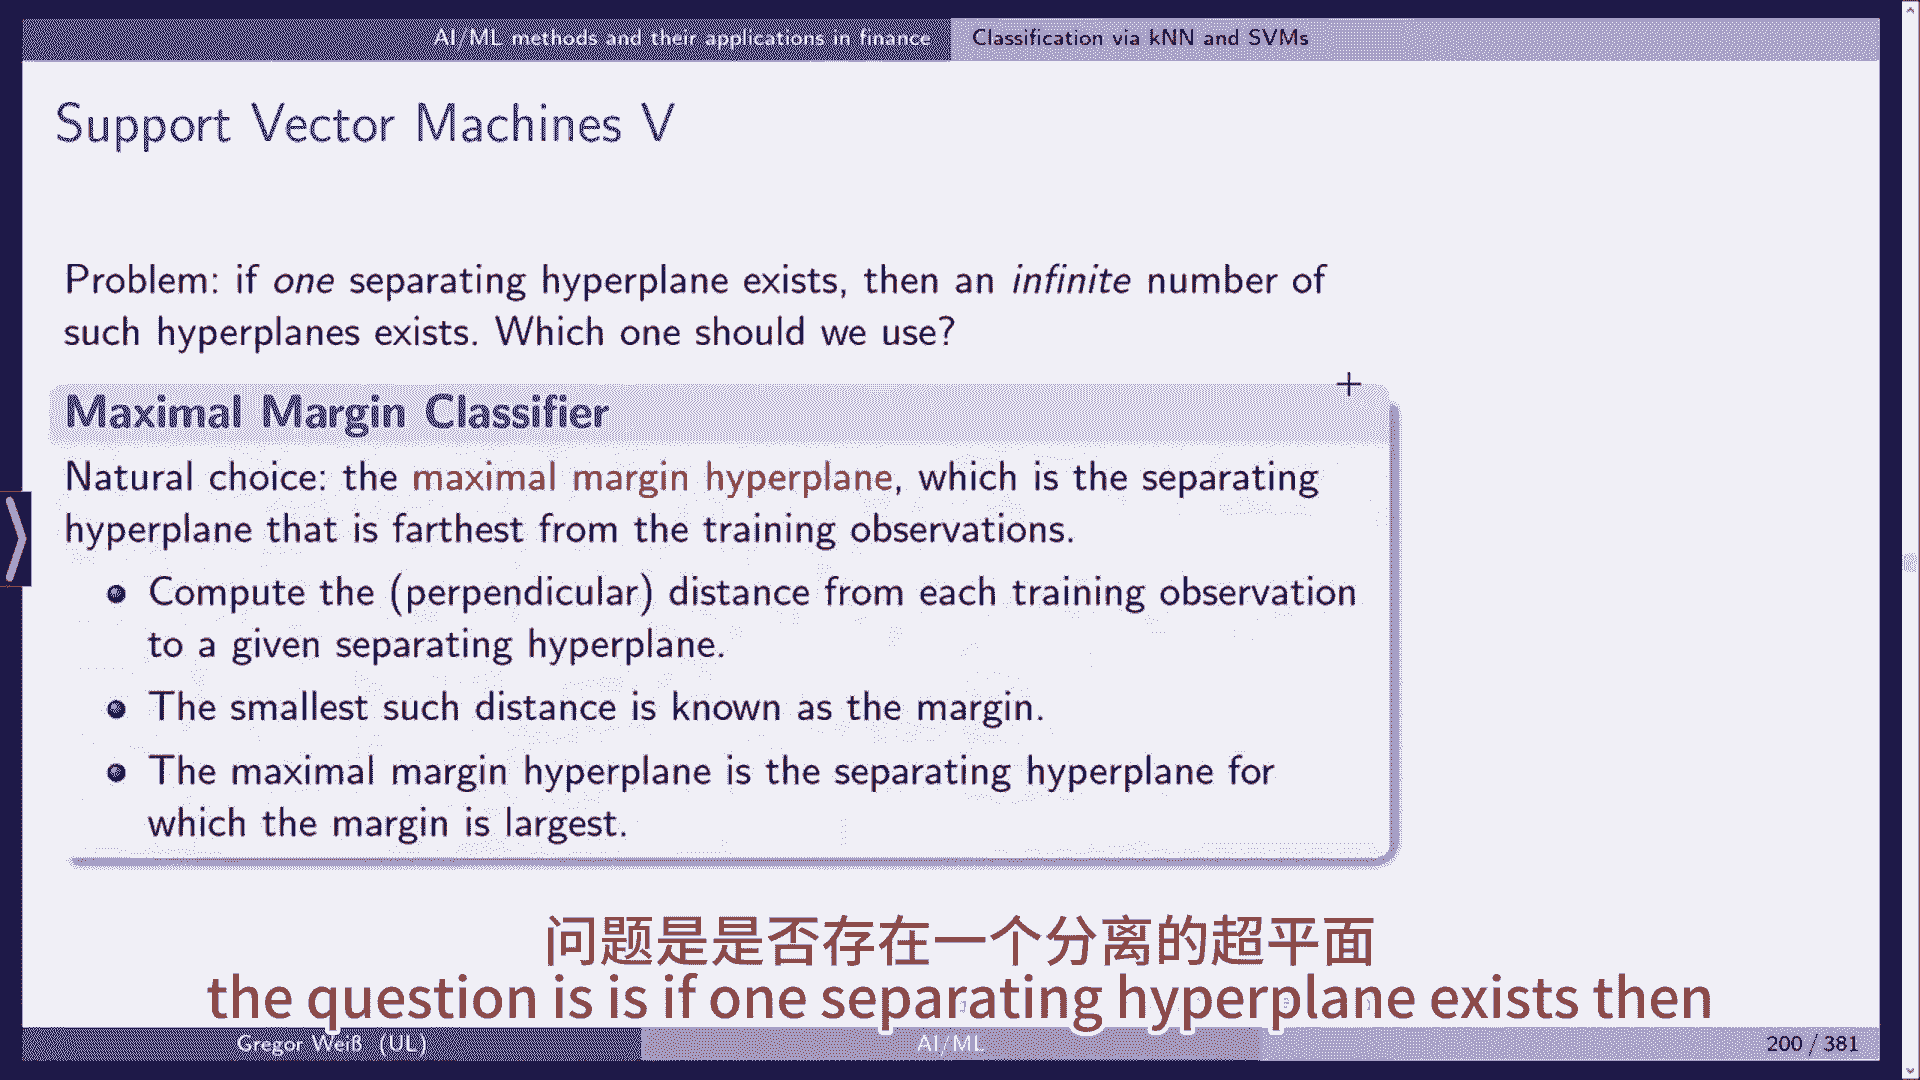 AI/ML methods and their applications in finance
Classification via kNN and SVMs
Support Vector Machines V
Problem: if one separating hyperplane exists, then an infinite number of
such hyperplanes exists. Which one should we use?
Maximal Margin Classifier
Natural choice: the maximal margin hyperplane, which is the separating
hyperplane that is farthest from the training observations.
Compute the (perpendicular) distance from each training observation
to a given separating hyperplane.
The smallest such distance is known as the margin.
The maximal margin hyperplane is the separating hyperplane for
which the margin is largest.
问题是是否存在一个分离的超平面
the question is is if one separating hyperplane exists then
Gregor Weiß (UL)
AI/ML
200 / 381